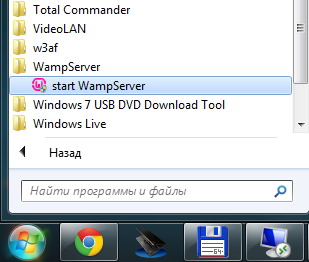 Total Commander
VideoLAN
w3af
WampServer
start WampServer
Windows 7 USB DVD Download Tool
Windows Live
Назад
Найти программы и файлы
64